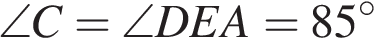 ∠C = ∠DEA = 85°